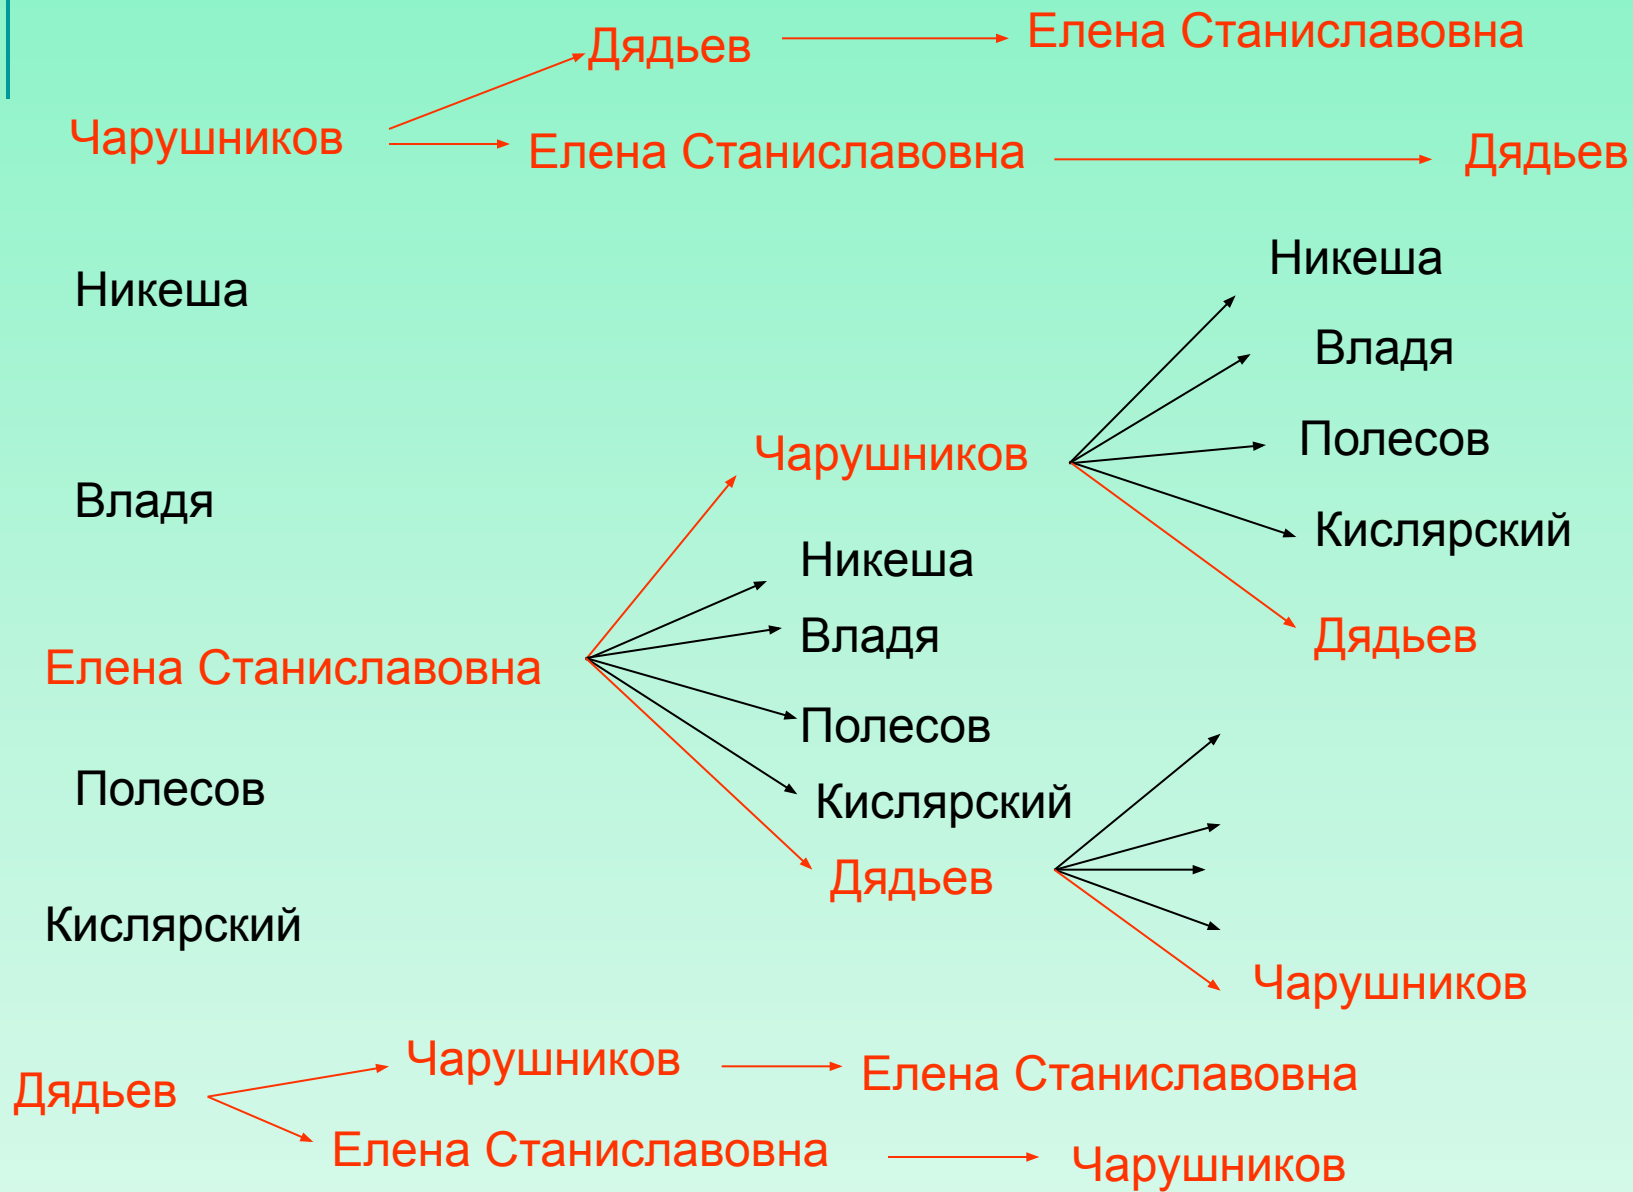 Дядьев
Елена Станиславовна
Чарушников
Елена Станиславовна
Дядьев
Никеша
Никеша
Владя
Полесов
Чарушников
Владя
Кислярский
Никеша
Владя
Дядьев
Елена Станиславовна
Полесов
Полесов
Кислярский
Дядьев
Кислярский
Чарушников
Чарушников
Елена Станиславовна
Дядьев
Елена Станиславовна
Чарушников